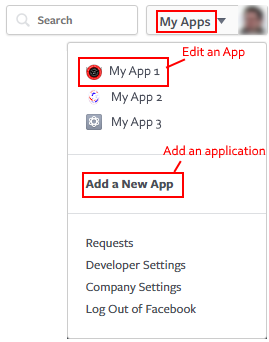 Search
My Apps
Edit an App
My App 1
My App 2
My App 3
Add an application
Add a New App
Requests
Developer Settings
Company Settings
Log Out of Facebook